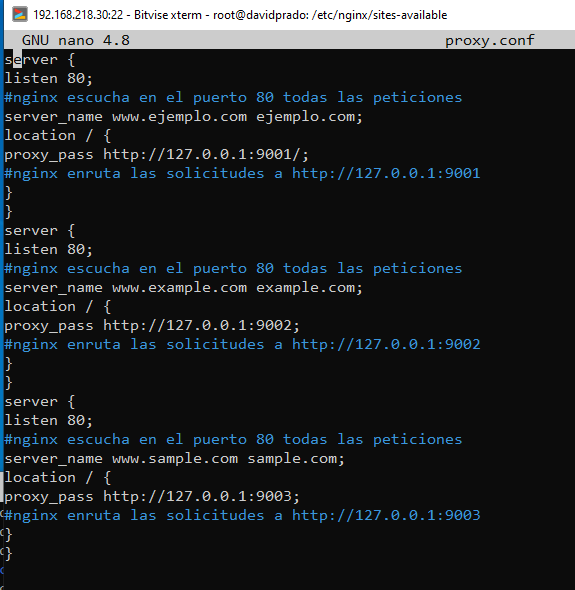 192.168.218.30:22 - Bitvise xterm - root@davidprado: /etc/nginx/sites-available
GNU nano 4.8 proxy.conf
server {
listen 80;
#nginx escucha en el puerto 80 todas las peticiones
server_name www.ejemplo.com ejemplo.com;
location / {
proxy_pass http://127.0.0.1:9001/;
#nginx enruta las solicitudes a http://127.0.0.1:9001
}
}
server {
listen 80;
#nginx escucha en el puerto 80 todas las peticiones
server_name www.example.com example.com;
location / {
proxy_pass http://127.0.0.1:9002;
#nginx enruta las solicitudes a http://127.0.0.1:9002
}
}
server {
listen 80;
#nginx escucha en el puerto 80 todas las peticiones
server_name www.sample.com sample.com;
location / {
proxy_pass http://127.0.0.1:9003;
#nginx enruta las solicitudes a http://127.0.0.1:9003
}
}